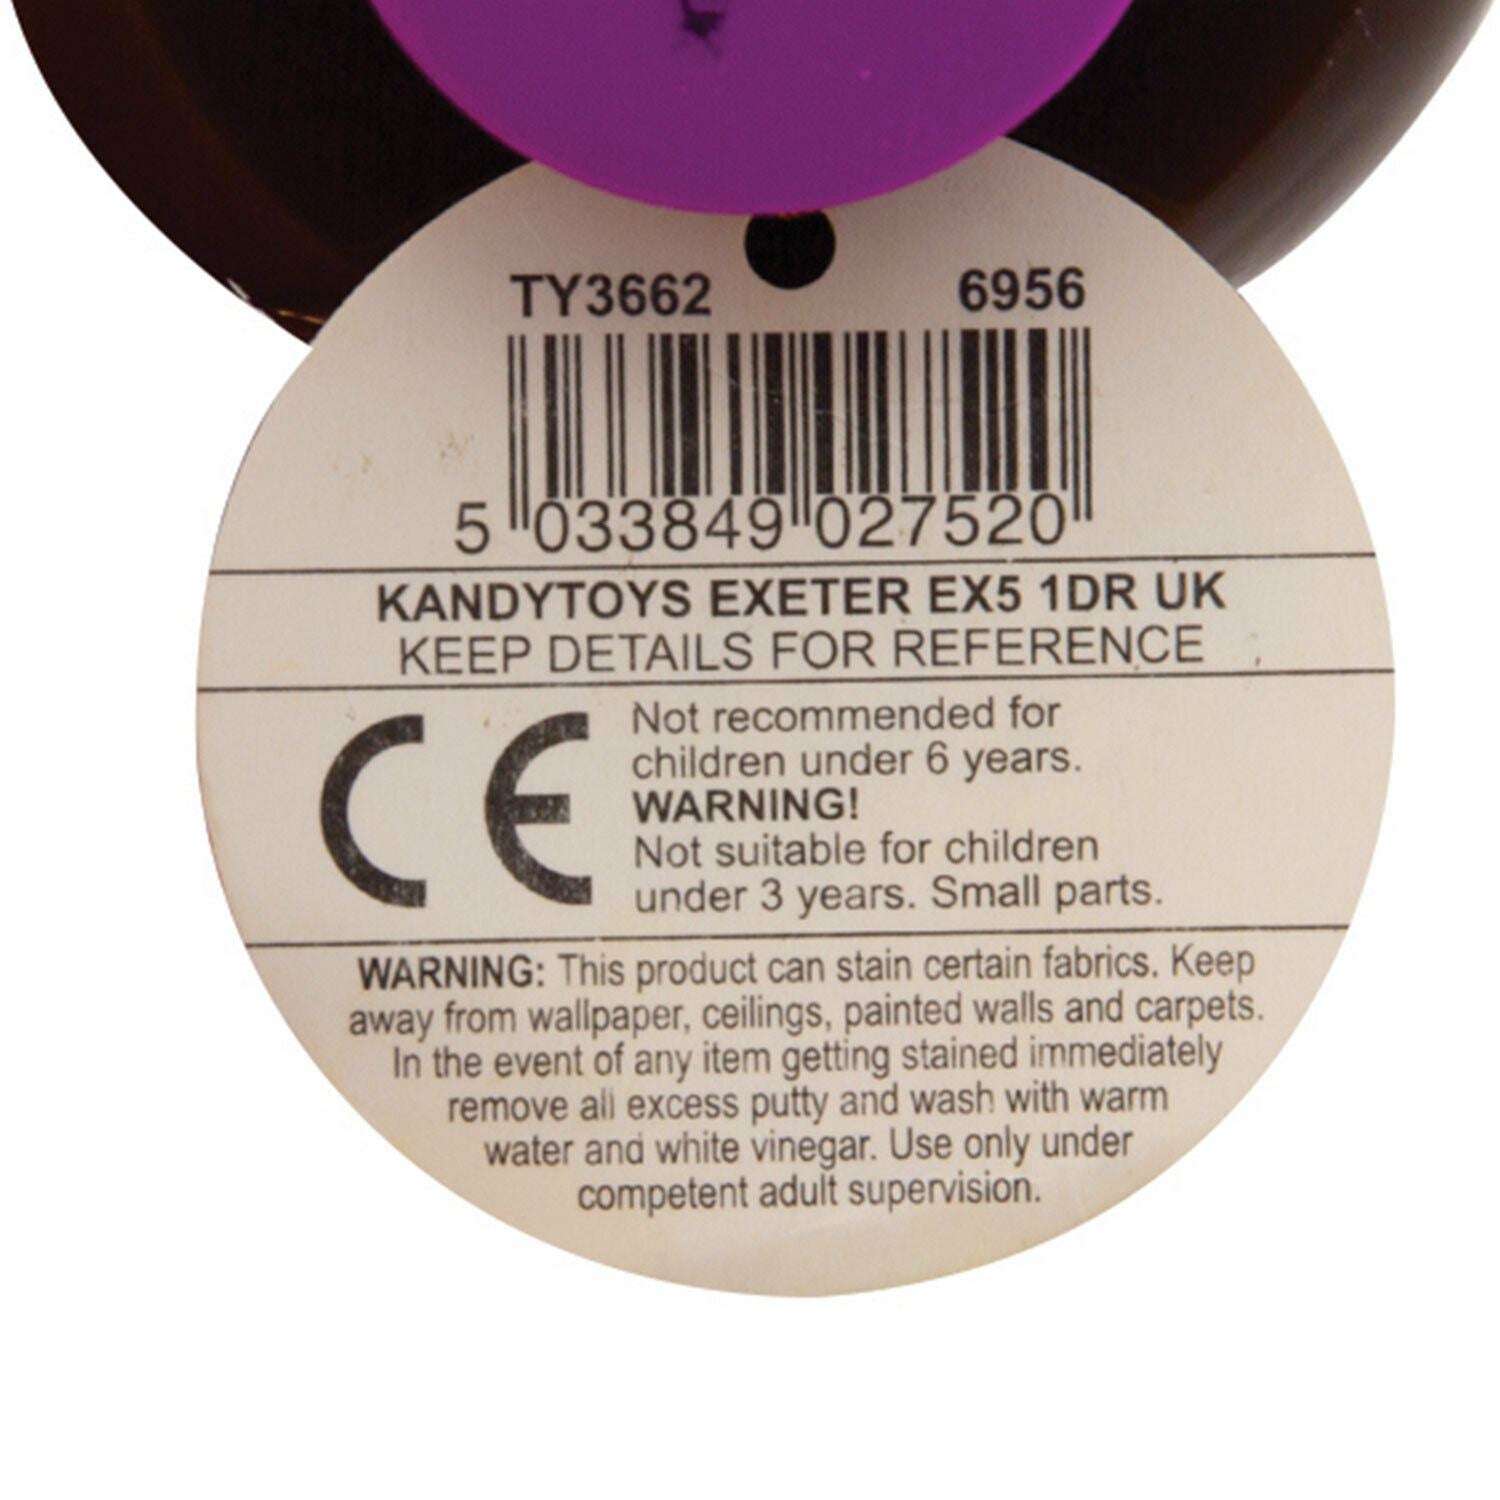 TY3662 6956
5 033849 027520
KANDYTOYS EXETER EX5 1DR UK
KEEP DETAILS FOR REFERENCE
CE
Not recommended for
children under 6 years.
WARNING!
Not suitable for children
under 3 years. Small parts.
WARNING: This product can stain certain fabrics. Keep
away from wallpaper, ceilings, painted walls and carpets.
In the event of any item getting stained immediately
remove all excess putty and wash with warm
water and white vinegar. Use only under
competent adult supervision.